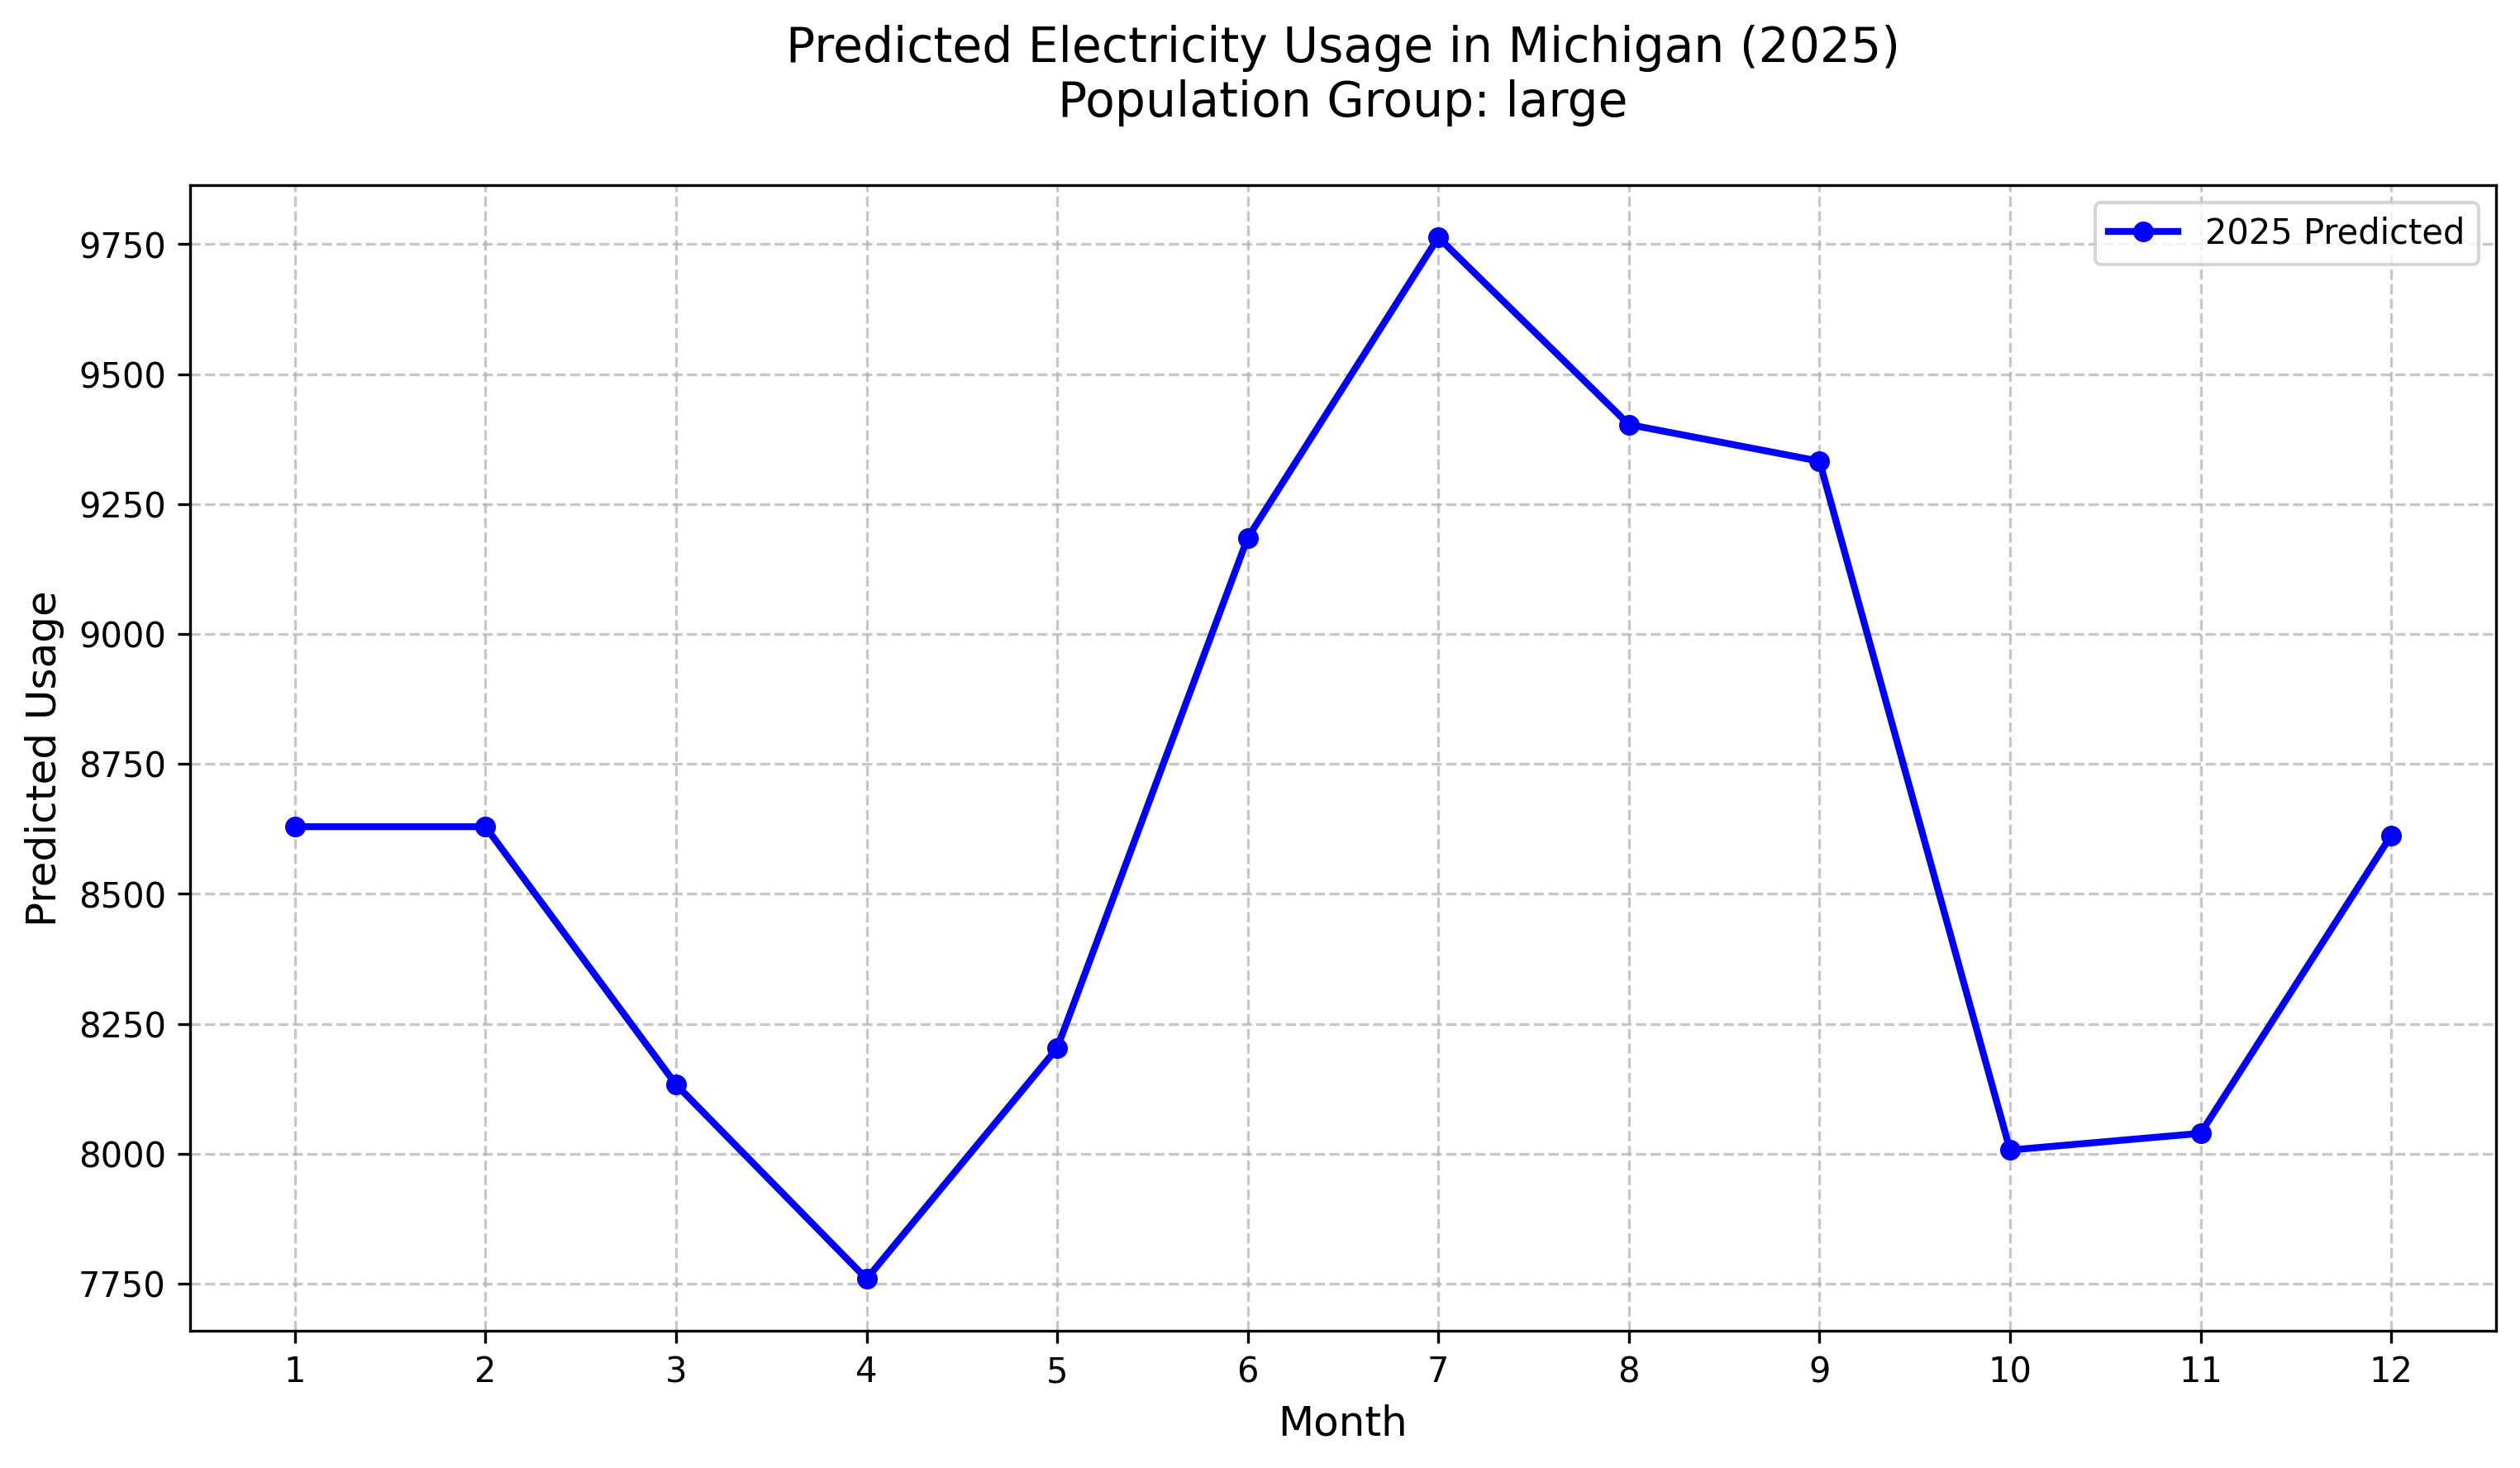 Predicted Electricity Usage in Michigan (2025)
Population Group: large
2025 Predicted
Predicted Usage
9750
9500
9250
9000
8750
8500
8250
8000
7750
1 2 3 4 5 6 7 8 9 10 11 12
Month